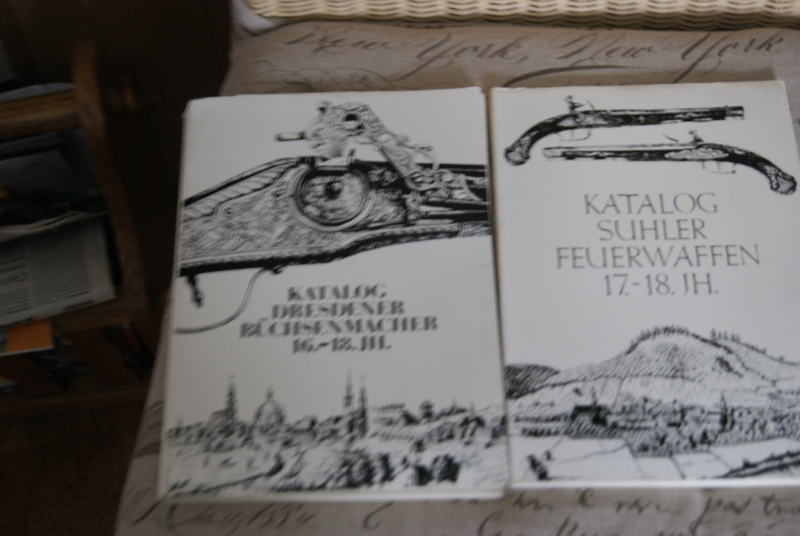 New York, New York
KATALOG
DRESDENER
BÜCHSENMACHER
16.-18. JH.
KATALOG
SUHLER
FEUERWAFFEN
17.-18. JH.